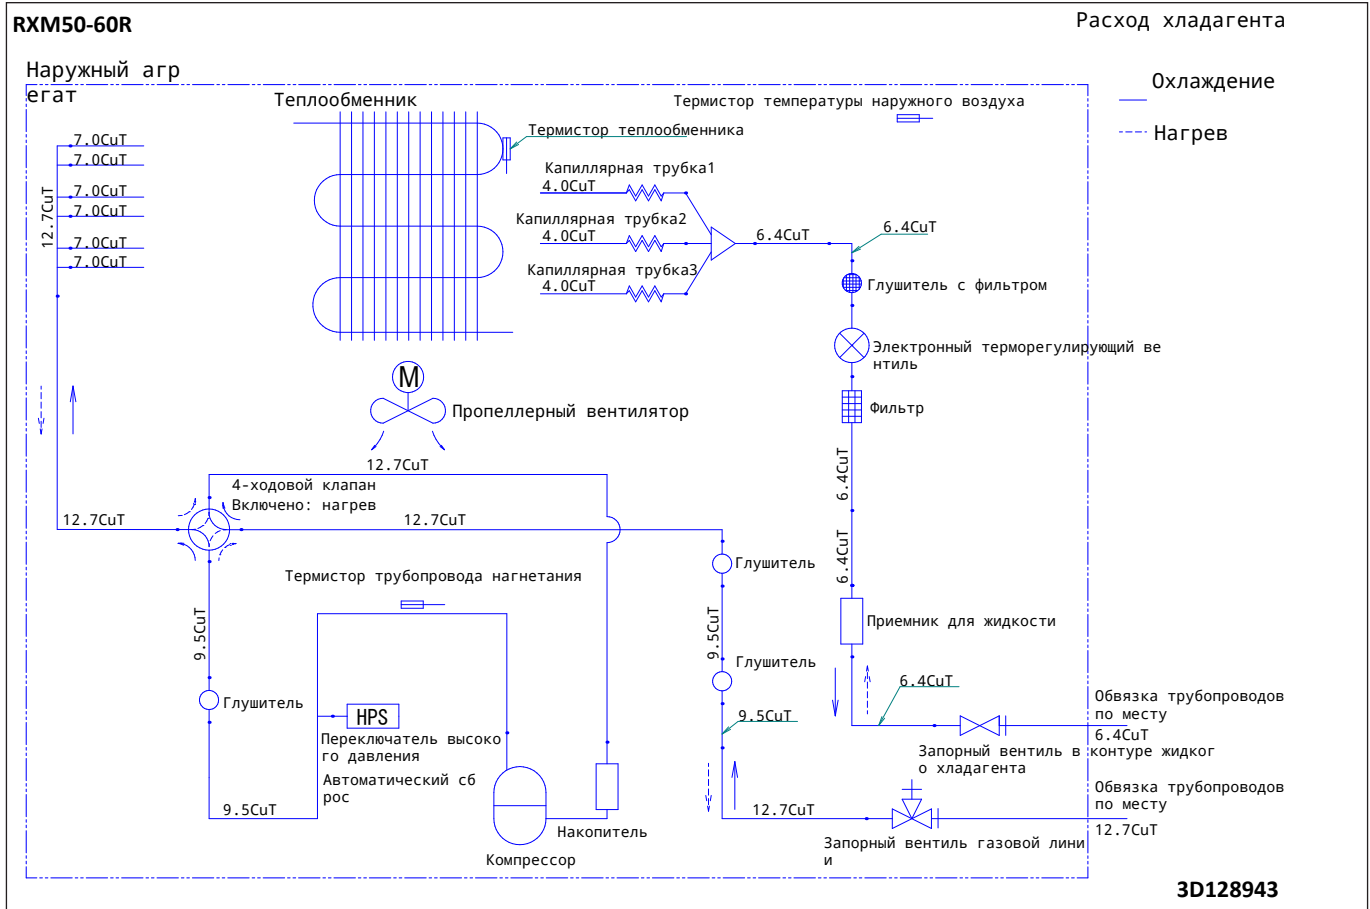 RXM50-60R
Расход хладагента
Наружный агр
егат
Охлаждение
Нагрев
Теплообменник
Термистор температуры наружного воздуха
Термистор теплообменника
7.0CuT
7.0CuT
7.0CuT
7.0CuT
7.0CuT
7.0CuT
12.7CuT
Капиллярная трубка1
4.0CuT
Капиллярная трубка2
4.0CuT
Капиллярная трубка3
4.0CuT
6.4CuT
6.4CuT
Глушитель с фильтром
Электронный терморегулирующий ве
нтиль
Фильтр
M
Пропеллерный вентилятор
12.7CuT
4-ходовой клапан
Включено: нагрев
12.7CuT
12.7CuT
6.4CuT
6.4CuT
Глушитель
Термистор трубопровода нагнетания
9.5CuT
9.5CuT
Приемник для жидкости
Глушитель
Глушитель
6.4CuT
HPS
9.5CuT
Переключатель высоко
го давления
Автоматический сб
рос
9.5CuT
Обвязка трубопроводов
по месту
6.4CuT
Запорный вентиль в контуре жидког
о хладагента
Обвязка трубопроводов
по месту
12.7CuT
12.7CuT
Накопитель
Компрессор
Запорный вентиль газовой лини
и
3D128943